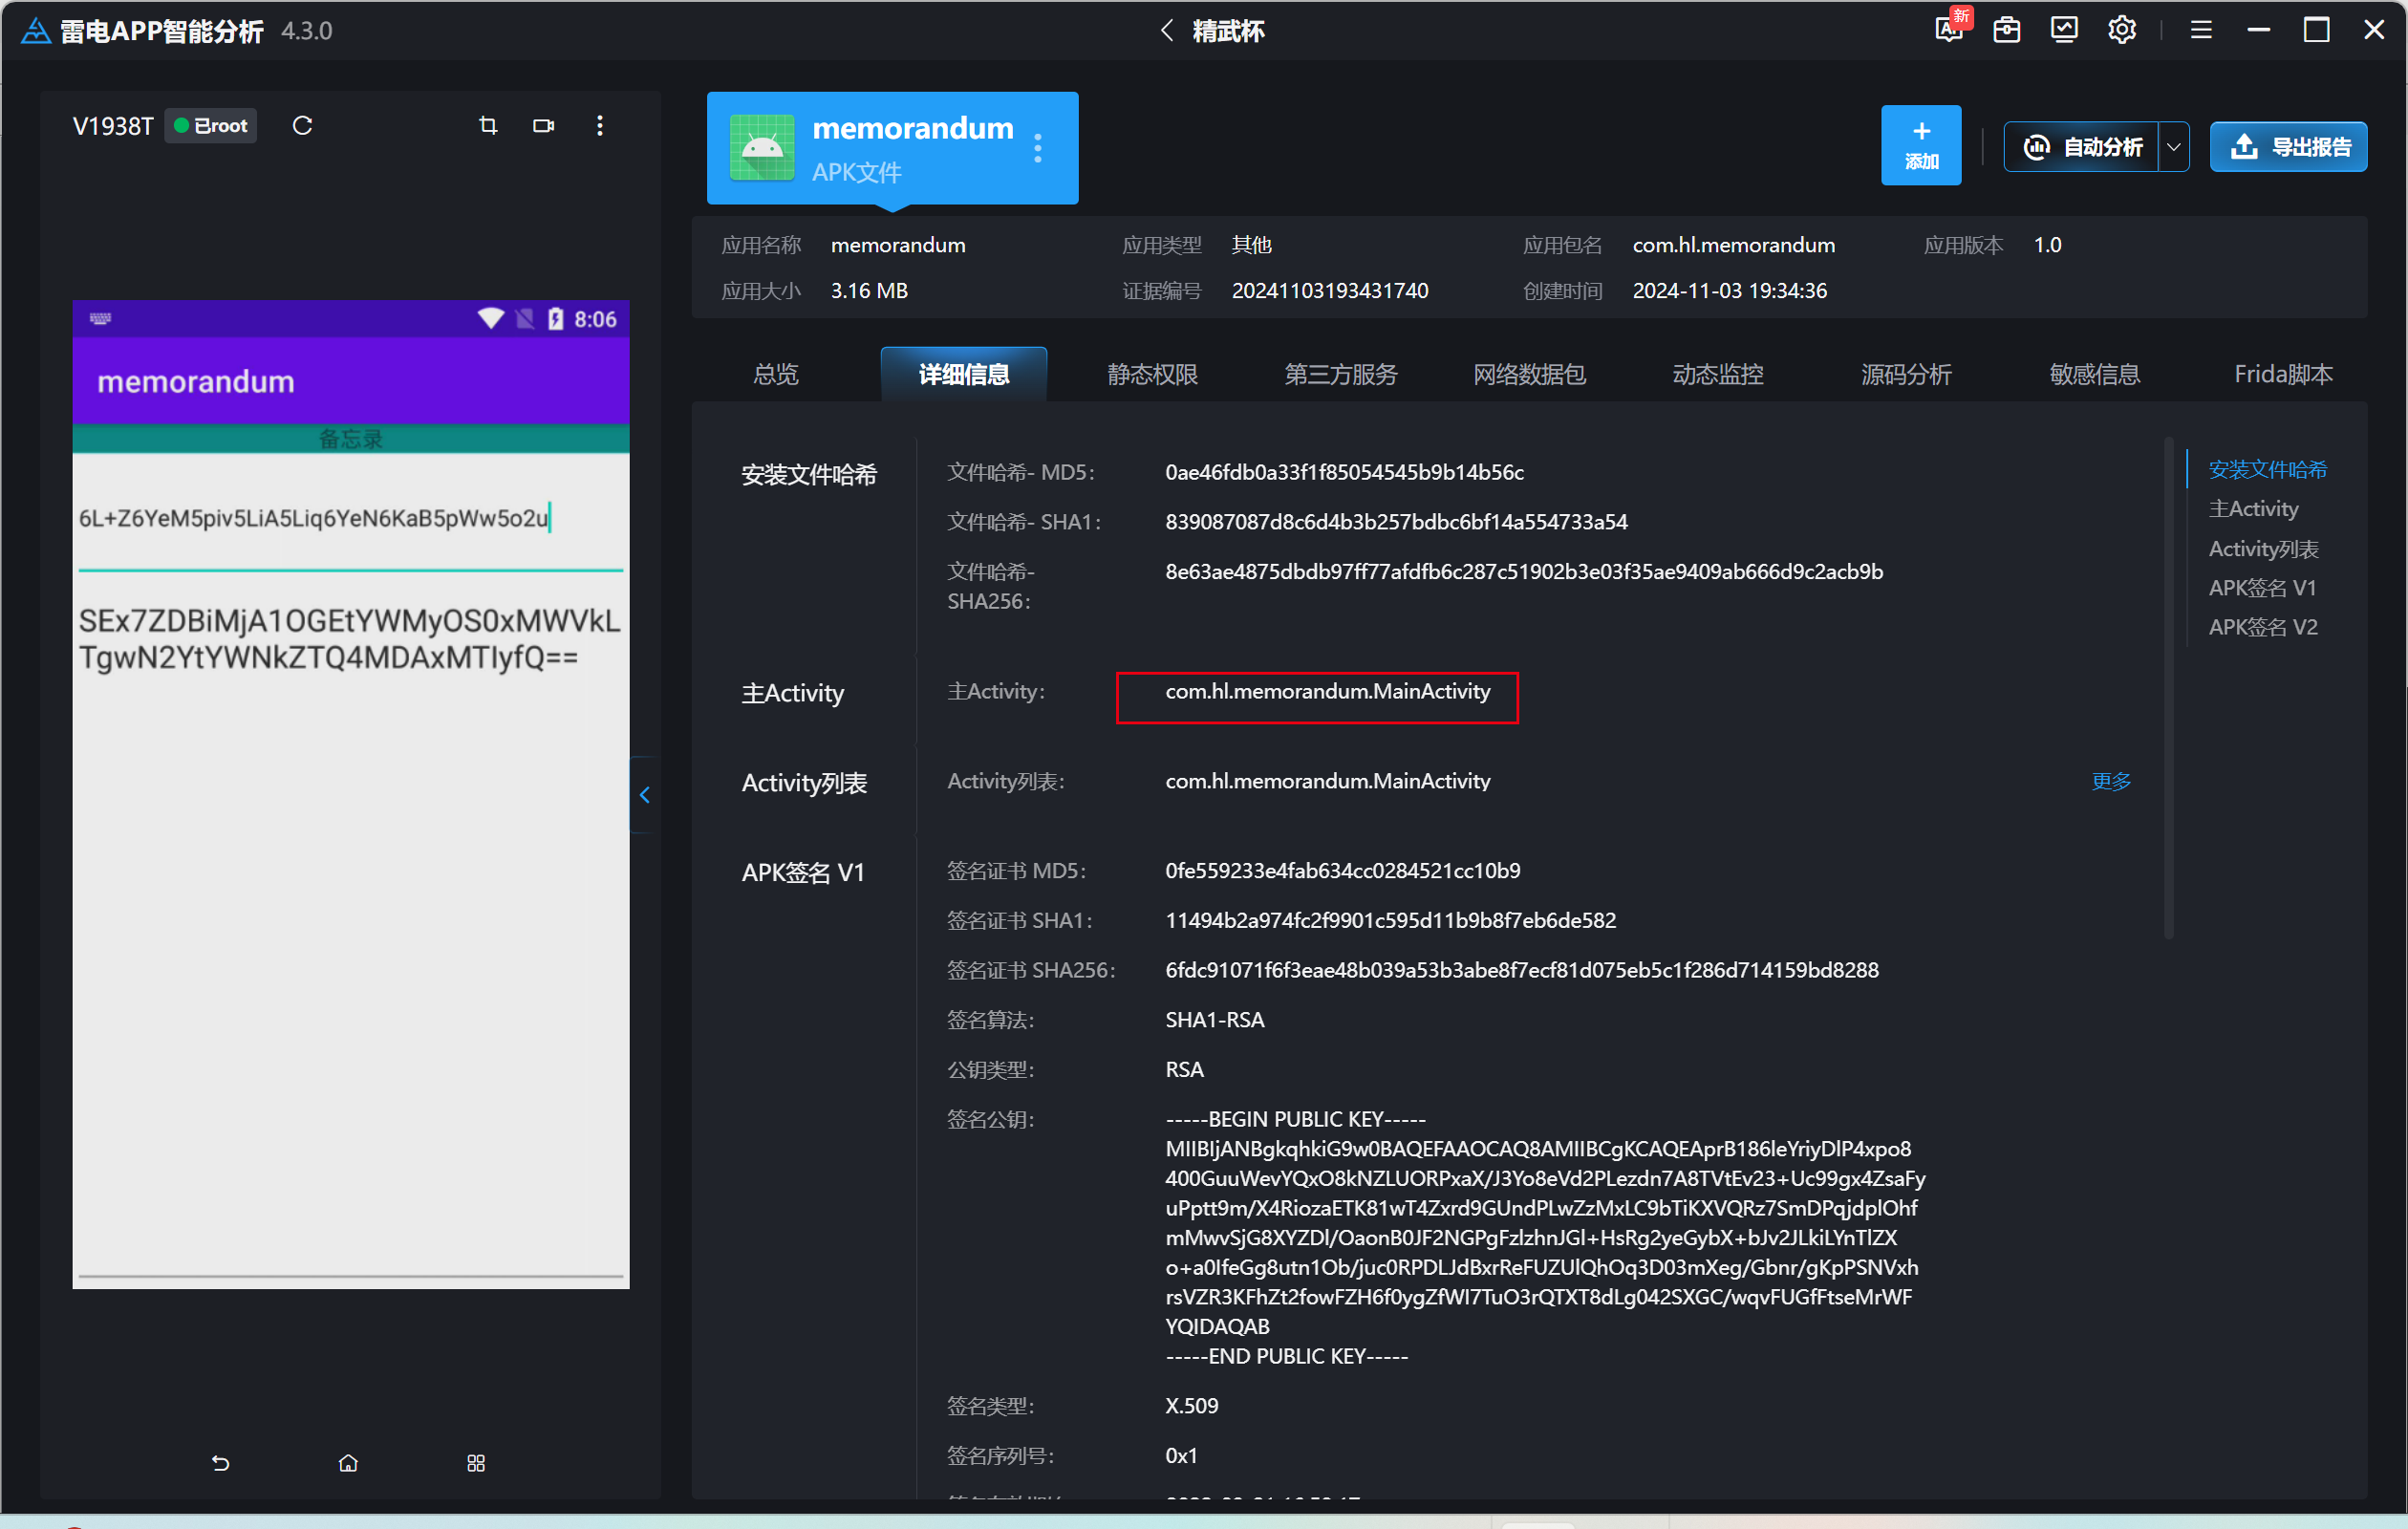 雷电APP智能分析 4.3.0
精武杯
新
V1938T 已root
memorandum
APK文件
添加
自动分析
导出报告
应用名称 memorandum 应用类型 其他 应用包名 com.hl.memorandum 应用版本 1.0
应用大小 3.16 MB 证据编号 20241103193431740 创建时间 2024-11-03 19:34:36
8:06
memorandum
备忘录
6L+Z6YeM5piv5LiA5Liq6YeN6KaB5pWw5o2u
SEx7ZDBiMjA1OGEtYWMyOS0xMWVkL
TgwN2YtYWNkZTQ4MDAxMTIyfQ==
总览 详细信息 静态权限 第三方服务 网络数据包 动态监控 源码分析 敏感信息 Frida脚本
安装文件哈希
文件哈希- MD5: 0ae46fdb0a33f1f85054545b9b14b56c
文件哈希- SHA1: 839087087d8c6d4b3b257bdbc6bf14a554733a54
文件哈希- SHA256: 8e63ae4875dbdb97ff77afdfb6c287c51902b3e03f35ae9409ab666d9c2acb9b
主Activity
主Activity: com.hl.memorandum.MainActivity
Activity列表
Activity列表: com.hl.memorandum.MainActivity 更多
APK签名 V1
签名证书 MD5: 0fe559233e4fab634cc0284521cc10b9
签名证书 SHA1: 11494b2a974fc2f9901c595d11b9b8f7eb6de582
签名证书 SHA256: 6fdc91071f6f3eae48b039a53b3abe8f7ecf81d075eb5c1f286d714159bd8288
签名算法: SHA1-RSA
公钥类型: RSA
签名公钥: -----BEGIN PUBLIC KEY-----
MIIBIjANBgkqhkiG9w0BAQEFAAOCAQ8AMIIBCgKCAQEAprB186leYriyDlP4xpo8
400GuuWevYQxO8kNZLUORPxaX/J3Yo8eVd2PLezdn7A8TVtEv23+Uc99gx4ZsaFy
uPptt9m/X4RiozaETK81wT4Zxrd9GUndPLwZzMxLC9bTiKXVQRz7SmDPqjdplOhf
mMwvSjG8XYZDl/OaonB0JF2NGPgFzlzhnJGl+HsRg2yeGybX+bJv2JLkiLYnTlZX
o+a0IfeGg8utn1Ob/juc0RPDLJdBxrReFUZUlQhOq3D03mXeg/Gbnr/gKpPSNVxh
rsVZR3KFhZt2fowFZH6f0ygZfWI7TuO3rQTXT8dLg042SXGC/wqvFUGfFtseMrWF
YQIDAQAB
-----END PUBLIC KEY-----
签名类型: X.509
签名序列号: 0x1
安装文件哈希
主Activity
Activity列表
APK签名 V1
APK签名 V2